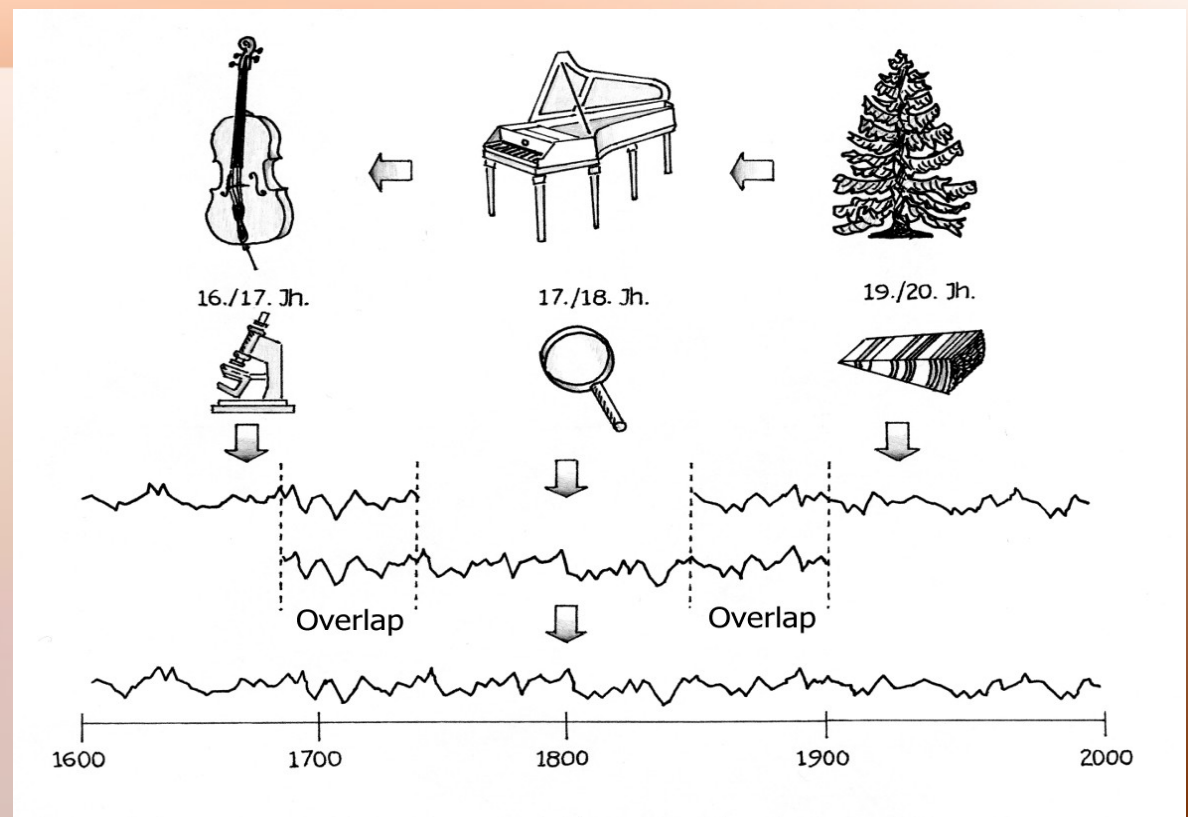 16./17. Jh.
17./18. Jh.
19./20. Jh.
Overlap
Overlap
1600
1700
1800
1900
2000